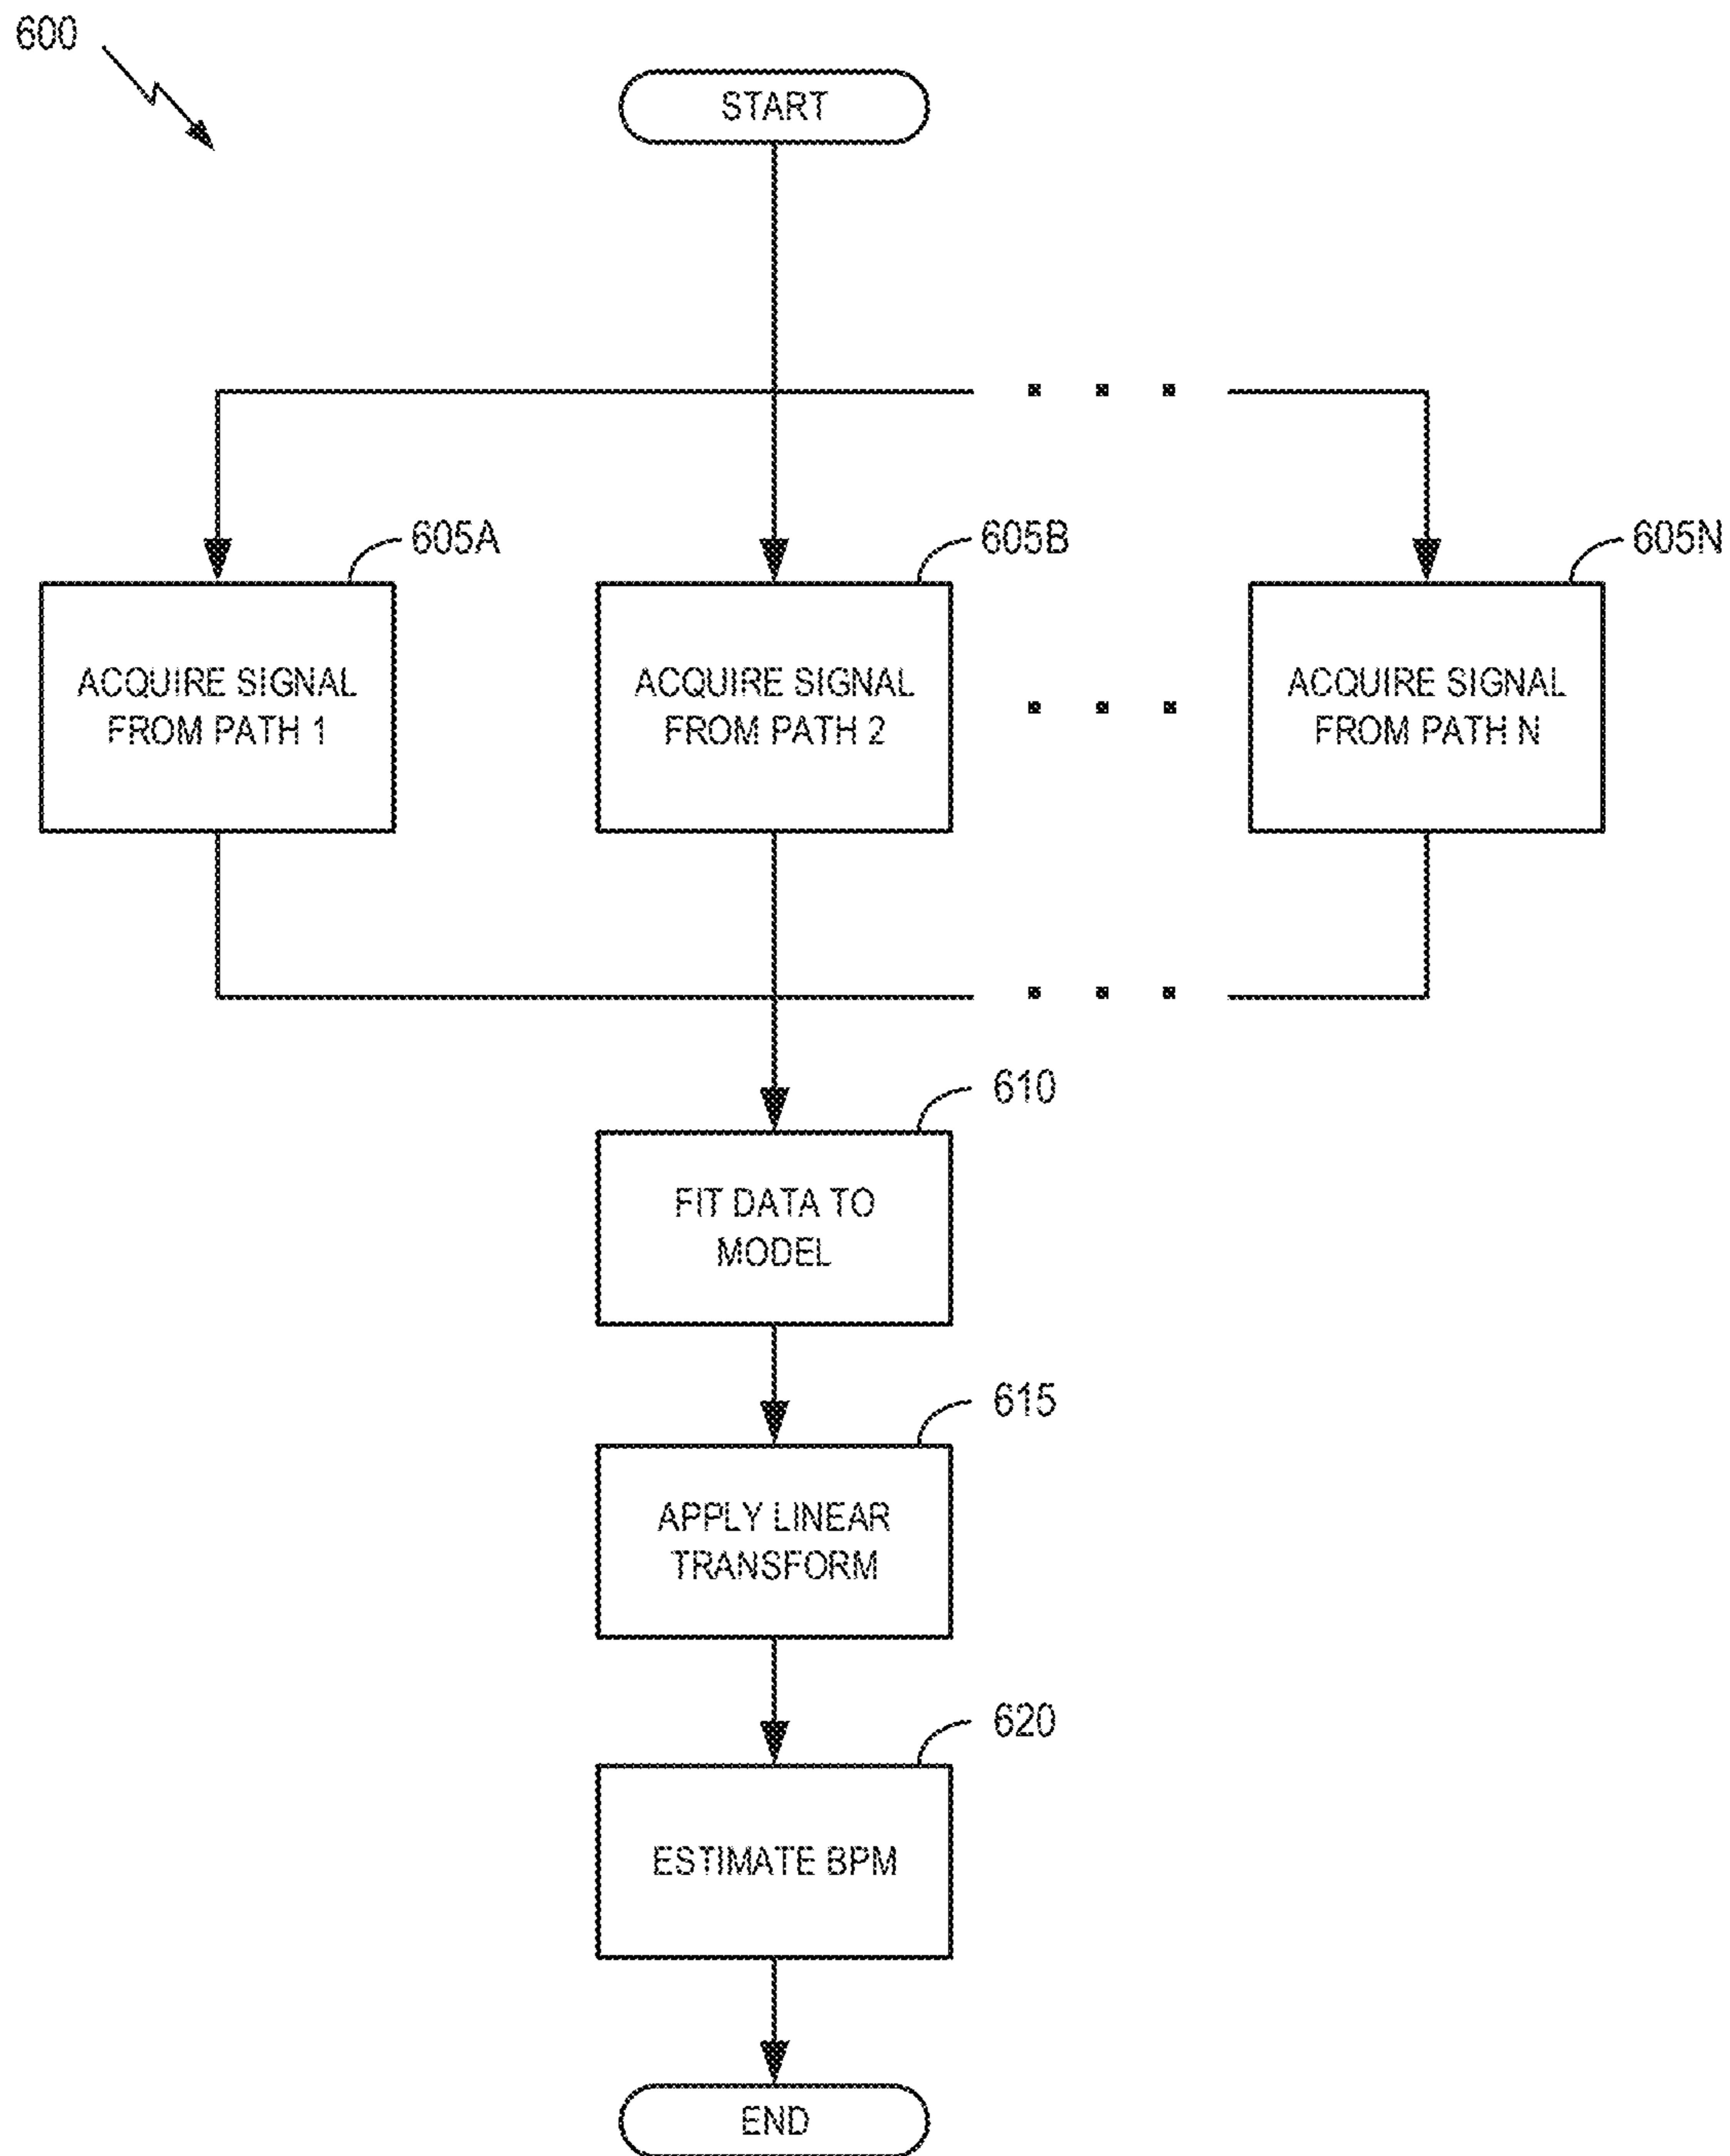 600
START
605A
605B
605N
ACQUIRE SIGNAL
FROM PATH 1
ACQUIRE SIGNAL
FROM PATH 2
ACQUIRE SIGNAL
FROM PATH N
610
FIT DATA TO
MODEL
615
APPLY LINEAR
TRANSFORM
620
ESTIMATE BPM
END